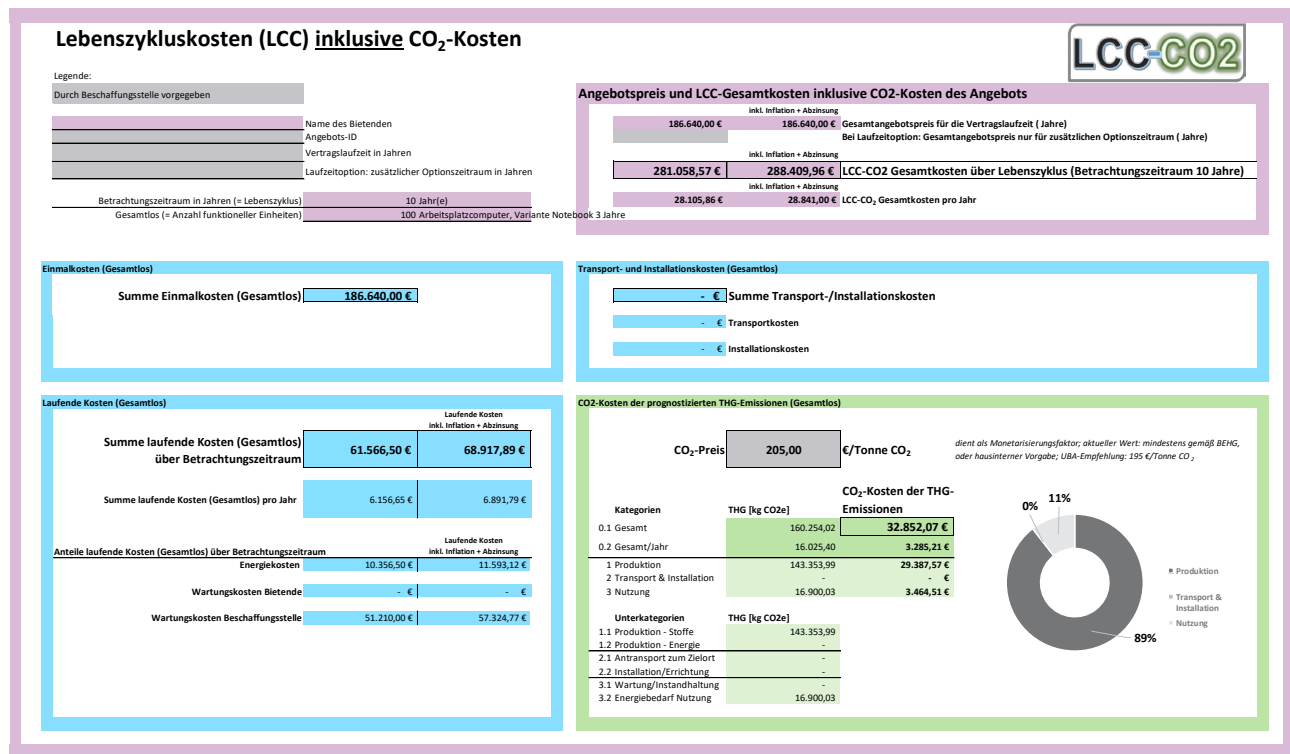 Lebenszykluskosten (LCC) inklusive CO2-Kosten
LCC-CO2
Legende:
Durch Beschaffungsstelle vorgegeben
Name des Bietenden
Angebots-ID
Vertragslaufzeit in Jahren
Laufzeitoption: zusätzlicher Optionszeitraum in Jahren
Betrachtungszeitraum in Jahren (= Lebenszyklus) 10 Jahr(e)
Gesamtlos (= Anzahl funktioneller Einheiten) 100 Arbeitsplatzcomputer, Variante Notebook 3 Jahre
Angebotspreis und LCC-Gesamtkosten inklusive CO2-Kosten des Angebots
inkl. Inflation + Abzinsung
186.640,00 € 186.640,00 € Gesamtangebotspreis für die Vertragslaufzeit ( Jahre)
Bei Laufzeitoption: Gesamtangebotspreis nur für zusätzlichen Optionszeitraum ( Jahre)
inkl. Inflation + Abzinsung
281.058,57 € 288.409,96 € LCC-CO2 Gesamtkosten über Lebenszyklus (Betrachtungszeitraum 10 Jahre)
inkl. Inflation + Abzinsung
28.105,86 € 28.841,00 € LCC-CO2 Gesamtkosten pro Jahr
Einmalkosten (Gesamtlos)
Summe Einmalkosten (Gesamtlos) 186.640,00 €
Transport- und Installationskosten (Gesamtlos)
- € Summe Transport-/Installationskosten
- € Transportkosten
- € Installationskosten
Laufende Kosten (Gesamtlos)
Laufende Kosten
inkl. Inflation + Abzinsung
Summe laufende Kosten (Gesamtlos)
über Betrachtungszeitraum 61.566,50 € 68.917,89 €
Summe laufende Kosten (Gesamtlos) pro Jahr 6.156,65 € 6.891,79 €
Laufende Kosten
Anteile laufende Kosten (Gesamtlos) über Betrachtungszeitraum inkl. Inflation + Abzinsung
Energiekosten 10.356,50 € 11.593,12 €
Wartungskosten Bietende - € - €
Wartungskosten Beschaffungsstelle 51.210,00 € 57.324,77 €
CO2-Kosten der prognostizierten THG-Emissionen (Gesamtlos)
CO2-Preis 205,00 €/Tonne CO2
dient als Monetarisierungsfaktor; aktueller Wert: mindestens gemäß BEHG,
oder hausinterner Vorgabe; UBA-Empfehlung: 195 €/Tonne CO2
CO2-Kosten der THG-
Kategorien THG [kg CO2e] Emissionen
0.1 Gesamt 160.254,02 32.852,07 €
0.2 Gesamt/Jahr 16.025,40 3.285,21 €
1 Produktion 143.353,99 29.387,57 €
2 Transport & Installation - - €
3 Nutzung 16.900,03 3.464,51 €
Unterkategorien THG [kg CO2e]
1.1 Produktion - Stoffe 143.353,99
1.2 Produktion - Energie -
2.1 Antransport zum Zielort -
2.2 Installation/Errichtung -
3.1 Wartung/Instandhaltung -
3.2 Energiebedarf Nutzung 16.900,03
0%
11%
89%
Produktion
Transport &
Installation
Nutzung